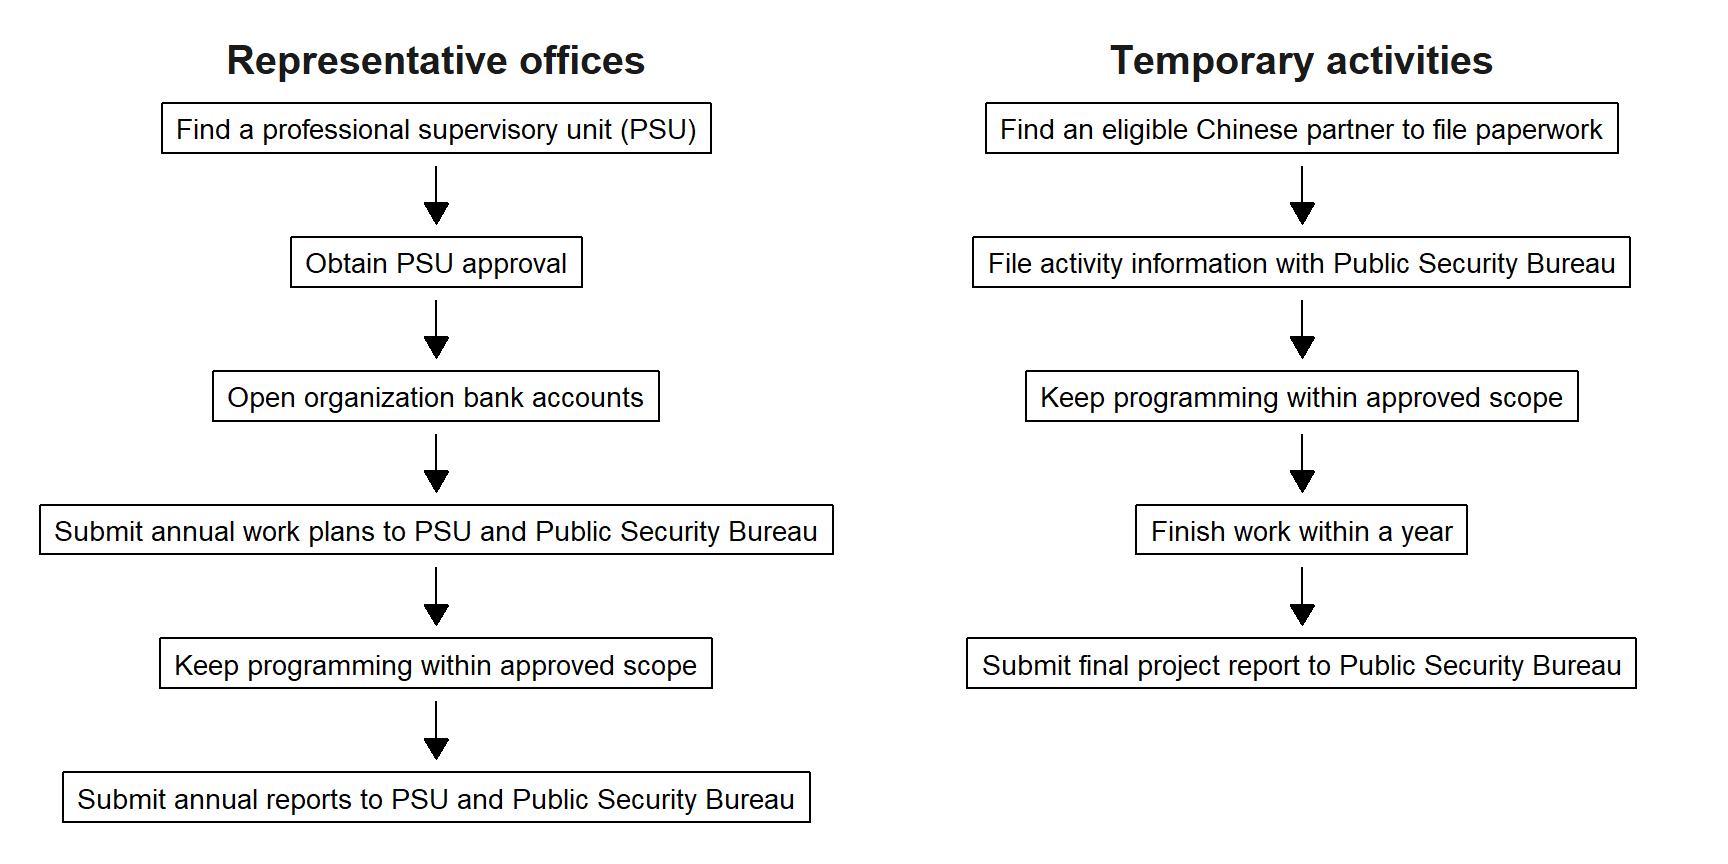 Representative offices
Find a professional supervisory unit (PSU)
Obtain PSU approval
Open organization bank accounts
Submit annual work plans to PSU and Public Security Bureau
Keep programming within approved scope
Submit annual reports to PSU and Public Security Bureau
Temporary activities
Find an eligible Chinese partner to file paperwork
File activity information with Public Security Bureau
Keep programming within approved scope
Finish work within a year
Submit final project report to Public Security Bureau